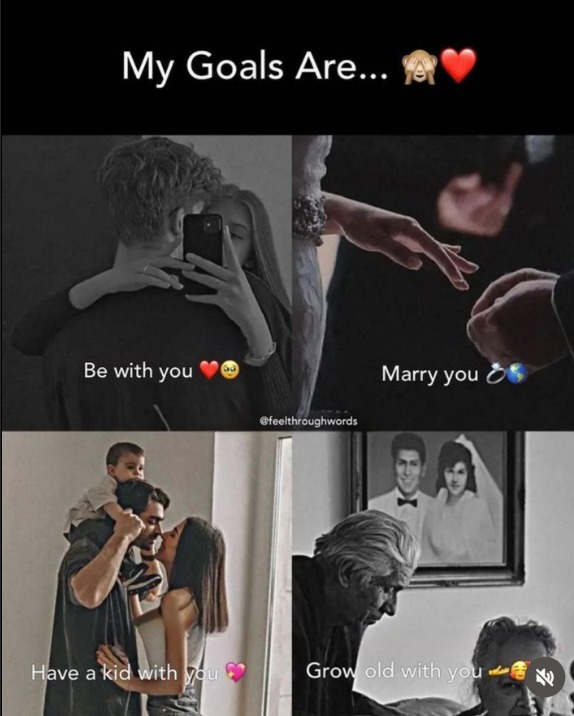 My Goals Are... 🙈❤️
Be with you ❤️🥹
Marry you 💍🌎
@feelthroughwords
Have a kid with you 💖
Grow old with you 🫴🥰